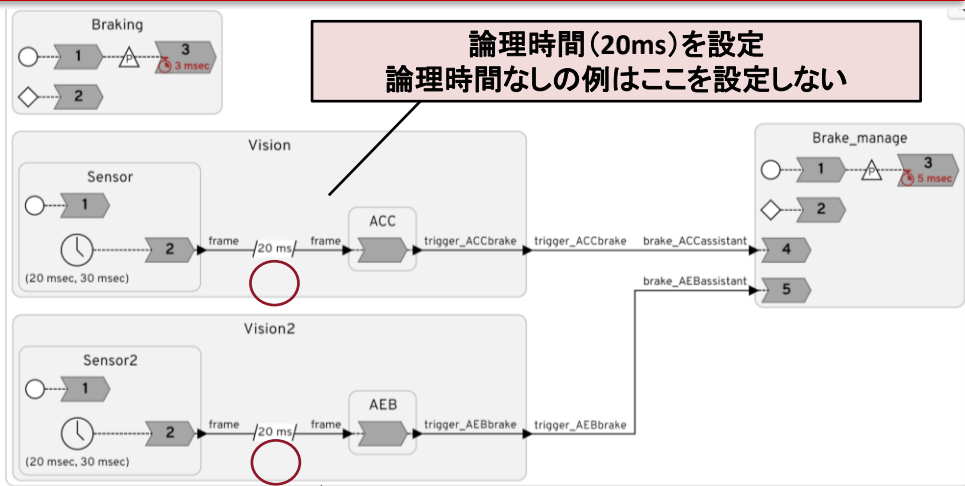 Braking
1
P
3
3 msec
2
論理時間（20ms）を設定
論理時間なしの例はここを設定しない
Vision
Sensor
1
2
(20 msec, 30 msec)
frame
/20 ms/
frame
ACC
trigger_ACCbrake
trigger_ACCbrake
brake_ACCassistant
Brake_manage
1
P
3
5 msec
2
4
brake_AEBassistant
5
Vision2
Sensor2
1
2
(20 msec, 30 msec)
frame
/20 ms/
frame
AEB
trigger_AEBbrake
trigger_AEBbrake